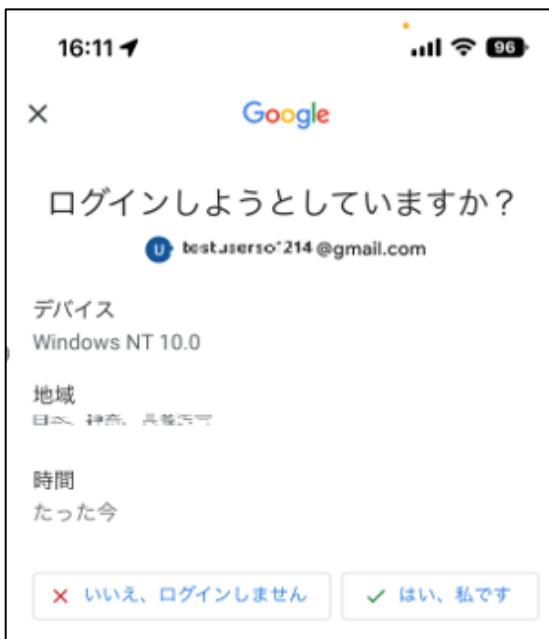 16:11
96
Google
ログインしようとしていますか？
U
@gmail.com
デバイス
Windows NT 10.0
地域
時間
たった今
いいえ、ログインしません
はい、私です